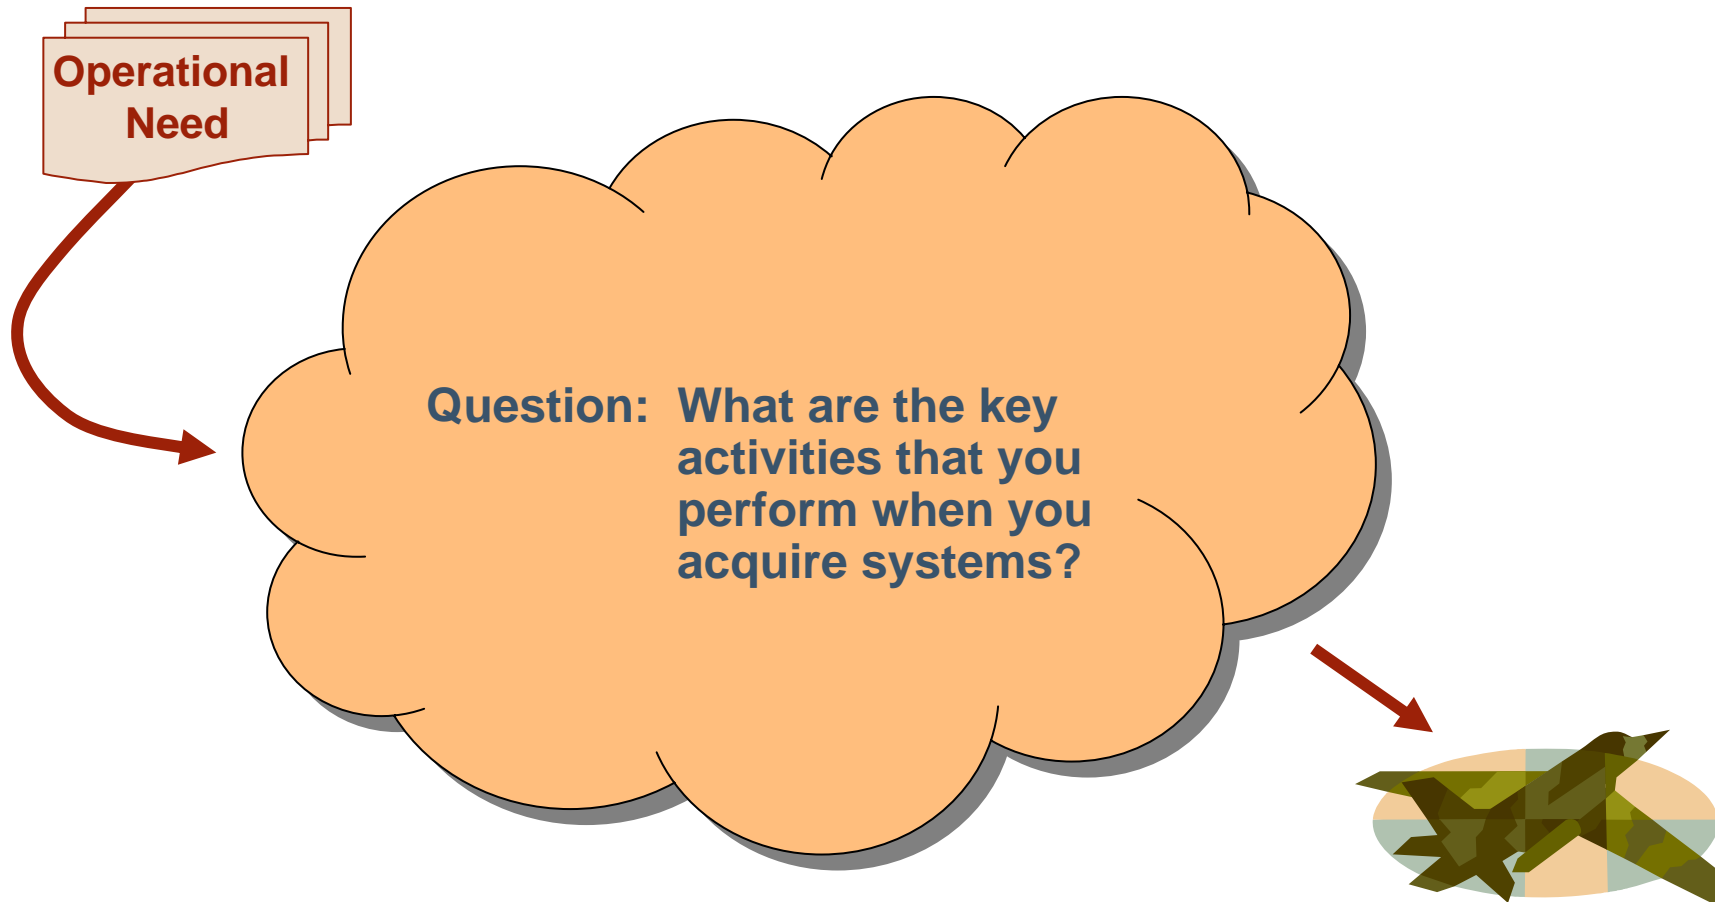 Operational
Need
Question: What are the key
activities that you
perform when you
acquire systems?